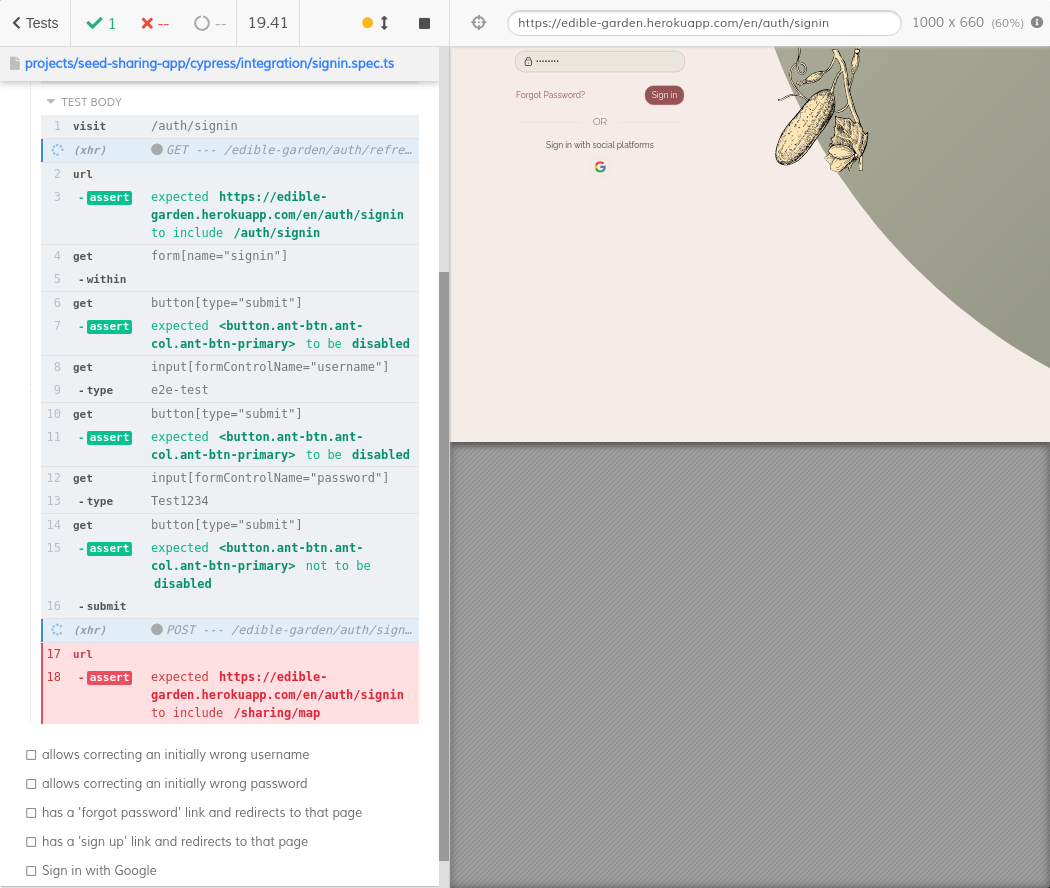 Tests
1
--
--
19.41
https://edible-garden.herokuapp.com/en/auth/signin
1000 x 660 (60%)
projects/seed-sharing-app/cypress/integration/signin.spec.ts
TEST BODY
1 visit /auth/signin
(xhr) GET --- /edible-garden/auth/refre...
2 url
3 -assert expected https://edible-
garden.herokuapp.com/en/auth/signin
to include /auth/signin
4 get form[name="signin"]
5 -within
6 get button[type="submit"]
7 -assert expected <button.ant-btn.ant-
col.ant-btn-primary> to be disabled
8 get input[formControlName="username"]
9 -type e2e-test
10 get button[type="submit"]
11 -assert expected <button.ant-btn.ant-
col.ant-btn-primary> to be disabled
12 get input[formControlName="password"]
13 -type Test1234
14 get button[type="submit"]
15 -assert expected <button.ant-btn.ant-
col.ant-btn-primary> not to be
disabled
16 -submit
(xhr) POST --- /edible-garden/auth/sign...
17 url
18 -assert expected https://edible-
garden.herokuapp.com/en/auth/signin
to include /sharing/map
allows correcting an initially wrong username
allows correcting an initially wrong password
has a 'forgot password' link and redirects to that page
has a 'sign up' link and redirects to that page
Sign in with Google
········
Forgot Password?
Sign in
OR
Sign in with social platforms
G